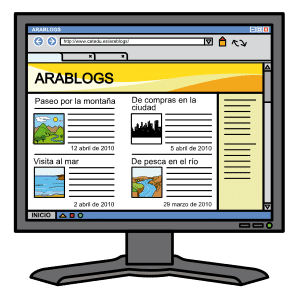 ARABLOGS
http://www.catedu.es/arablogs/
ARABLOGS
Paseo por la montaña
12 abril de 2010
De compras en la
ciudad
5 abril de 2010
Visita al mar
2 abril de 2010
De pesca en el río
29 marzo de 2010
INICIO